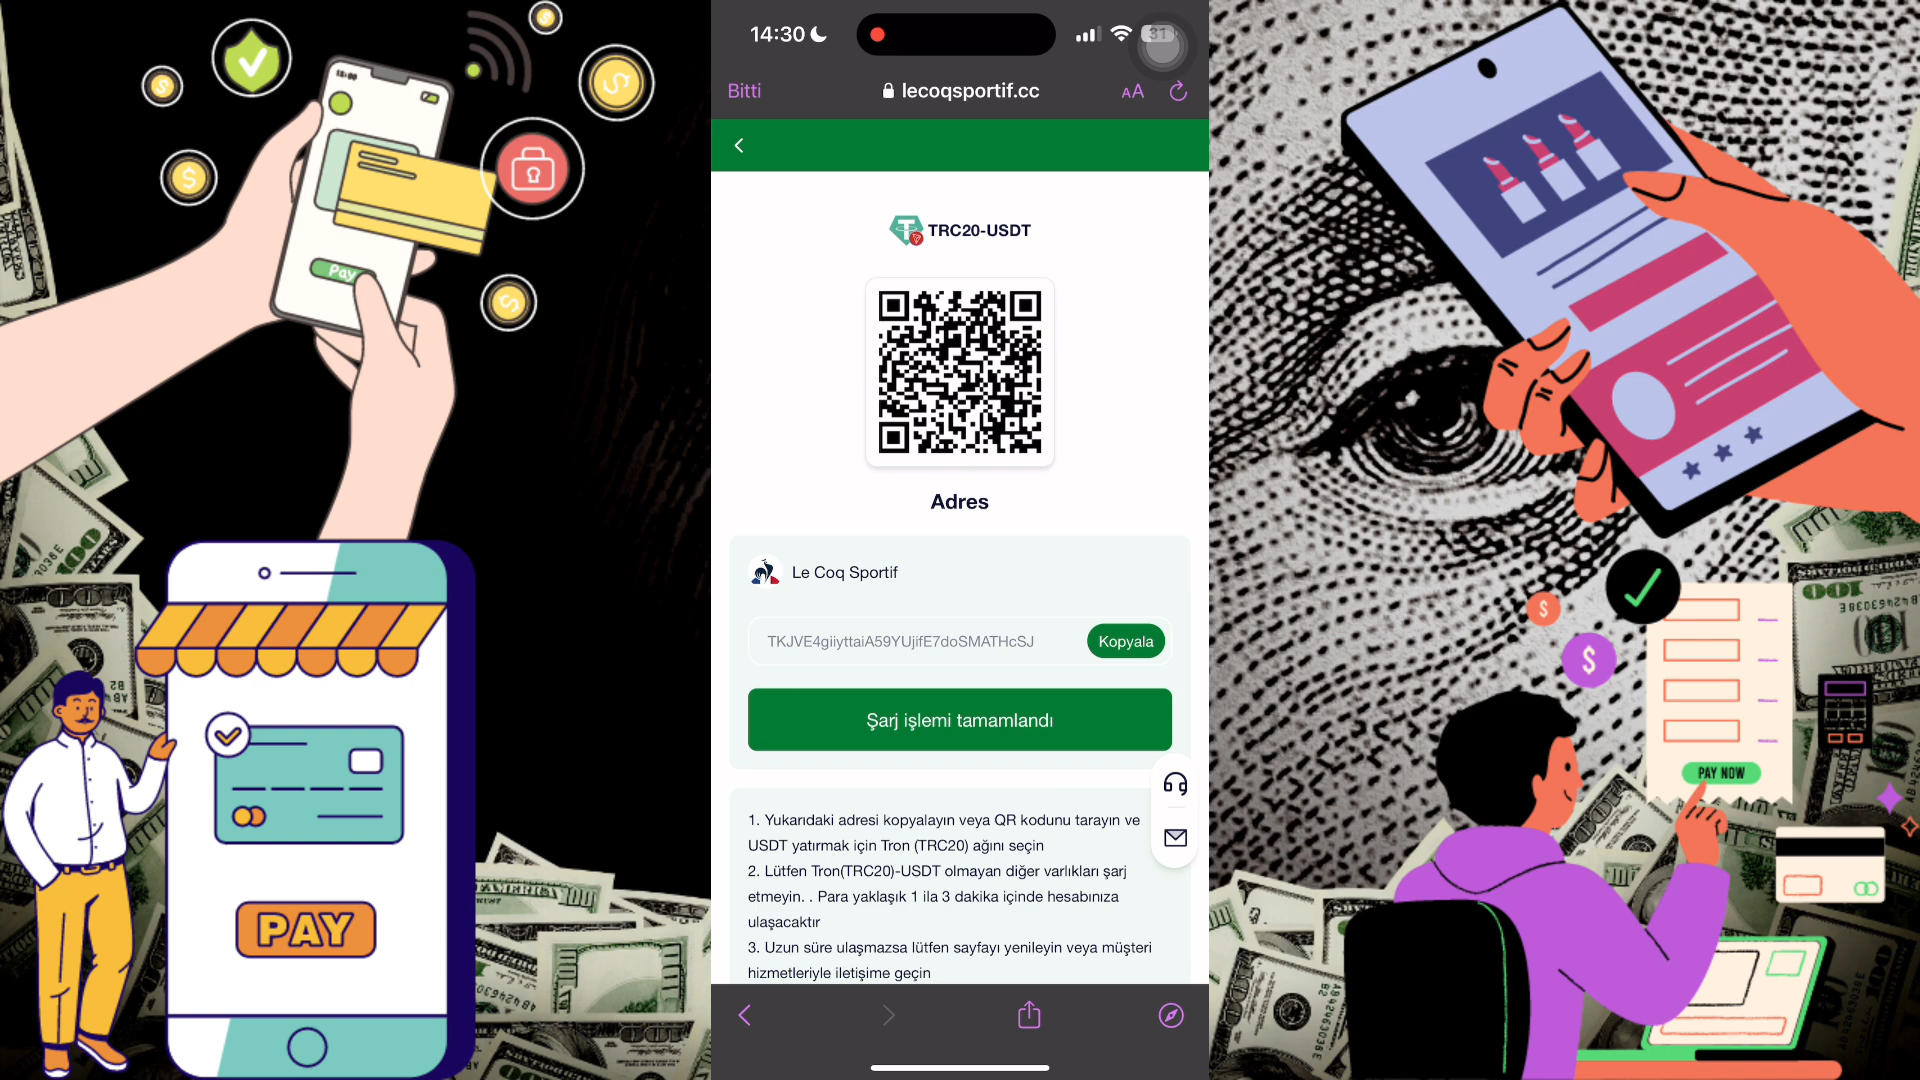 14:30
31
Bitti
lecoqsportif.cc
AA
TRC20-USDT
Adres
Le Coq Sportif
TKJVE4giiyttaiA59YUjifE7doSMATHcSJ
Kopyala
Şarj işlemi tamamlandı
1. Yukarıdaki adresi kopyalayın veya QR kodunu tarayın ve
USDT yatırmak için Tron (TRC20) ağını seçin
2. Lütfen Tron(TRC20)-USDT olmayan diğer varlıkları şarj
etmeyin. . Para yaklaşık 1 ila 3 dakika içinde hesabınıza
ulaşacaktır
3. Uzun süre ulaşmazsa lütfen sayfayı yenileyin veya müşteri
hizmetleriyle iletişime geçin
Pay
PAY
PAY NOW
$
$
100